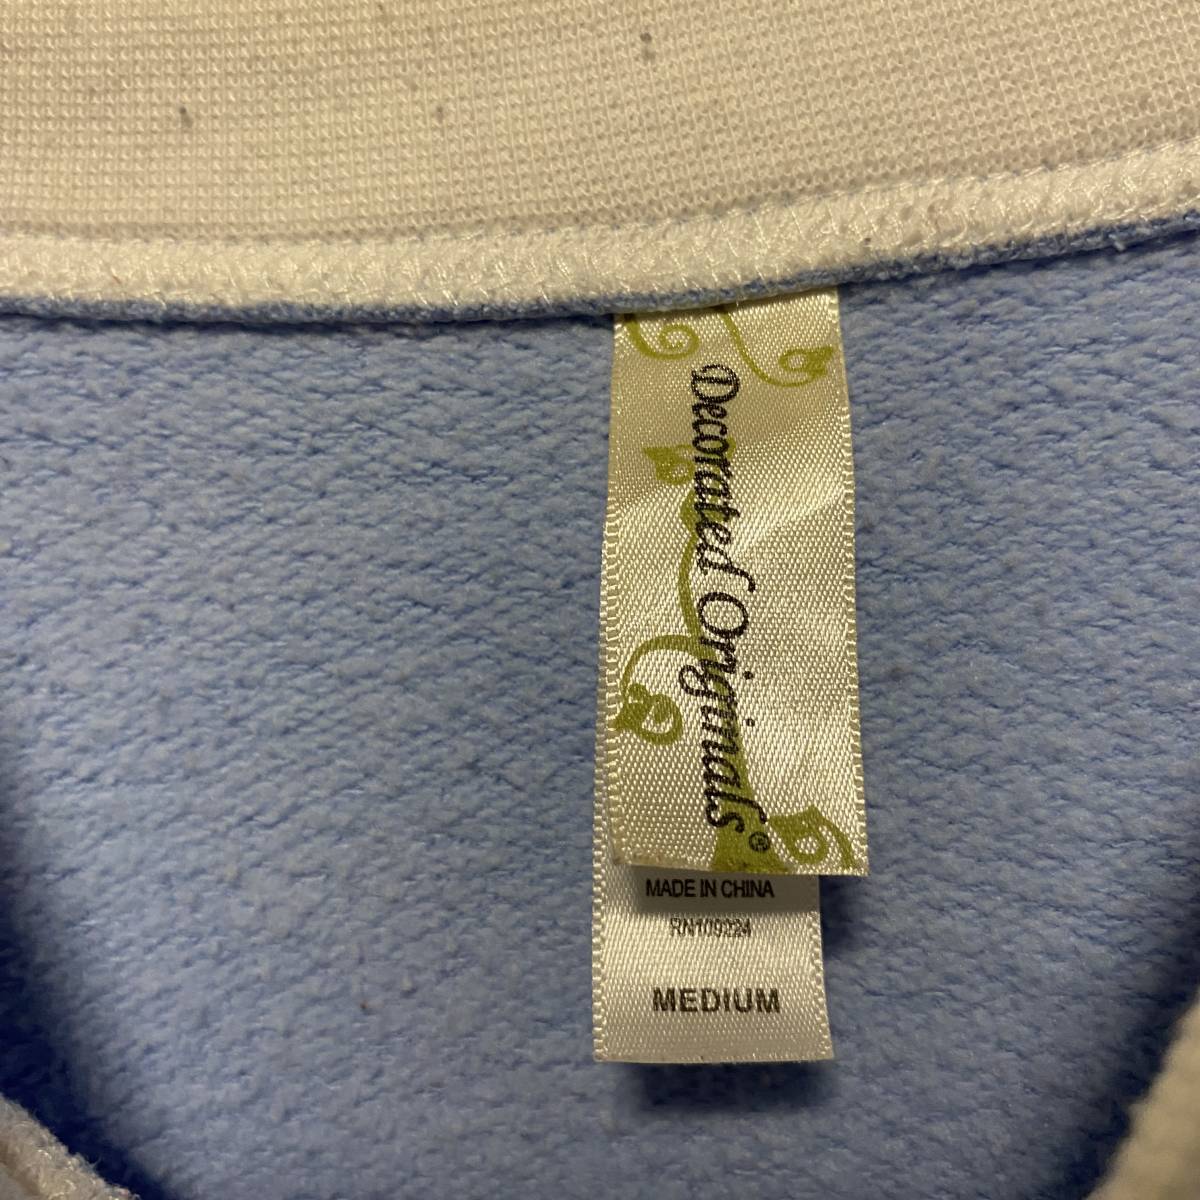 Decorated Originals®
MADE IN CHINA
RN109224
MEDIUM